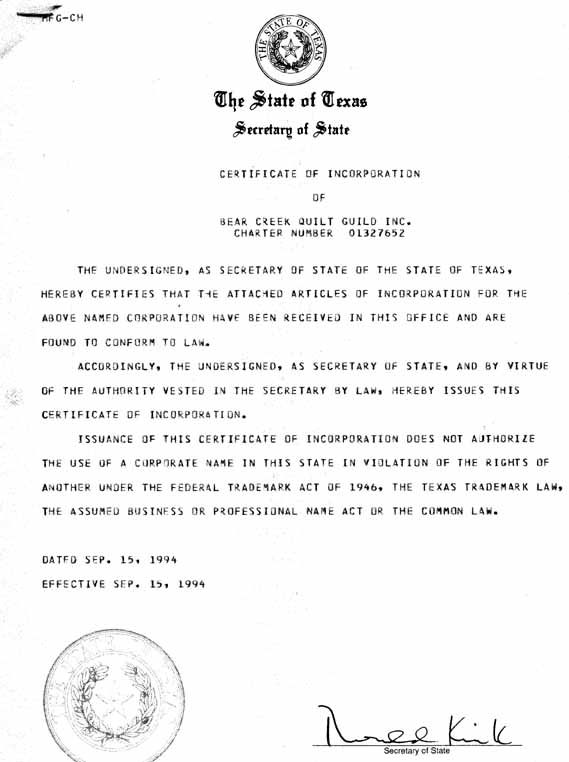 MFG-CH
THE STATE OF TEXAS
The State of Texas
Secretary of State
CERTIFICATE OF INCORPORATION
OF
BEAR CREEK QUILT GUILD INC.
CHARTER NUMBER 01327652
THE UNDERSIGNED, AS SECRETARY OF STATE OF THE STATE OF TEXAS,
HEREBY CERTIFIES THAT THE ATTACHED ARTICLES OF INCORPORATION FOR THE
ABOVE NAMED CORPORATION HAVE BEEN RECEIVED IN THIS OFFICE AND ARE
FOUND TO CONFORM TO LAW.
ACCORDINGLY, THE UNDERSIGNED, AS SECRETARY OF STATE, AND BY VIRTUE
OF THE AUTHORITY VESTED IN THE SECRETARY BY LAW, HEREBY ISSUES THIS
CERTIFICATE OF INCORPORATION.
ISSUANCE OF THIS CERTIFICATE OF INCORPORATION DOES NOT AUTHORIZE
THE USE OF A CORPORATE NAME IN THIS STATE IN VIOLATION OF THE RIGHTS OF
ANOTHER UNDER THE FEDERAL TRADEMARK ACT OF 1946, THE TEXAS TRADEMARK LAW,
THE ASSUMED BUSINESS OR PROFESSIONAL NAME ACT OR THE COMMON LAW.
DATED SEP. 15, 1994
EFFECTIVE SEP. 15, 1994
Kirk
Secretary of State